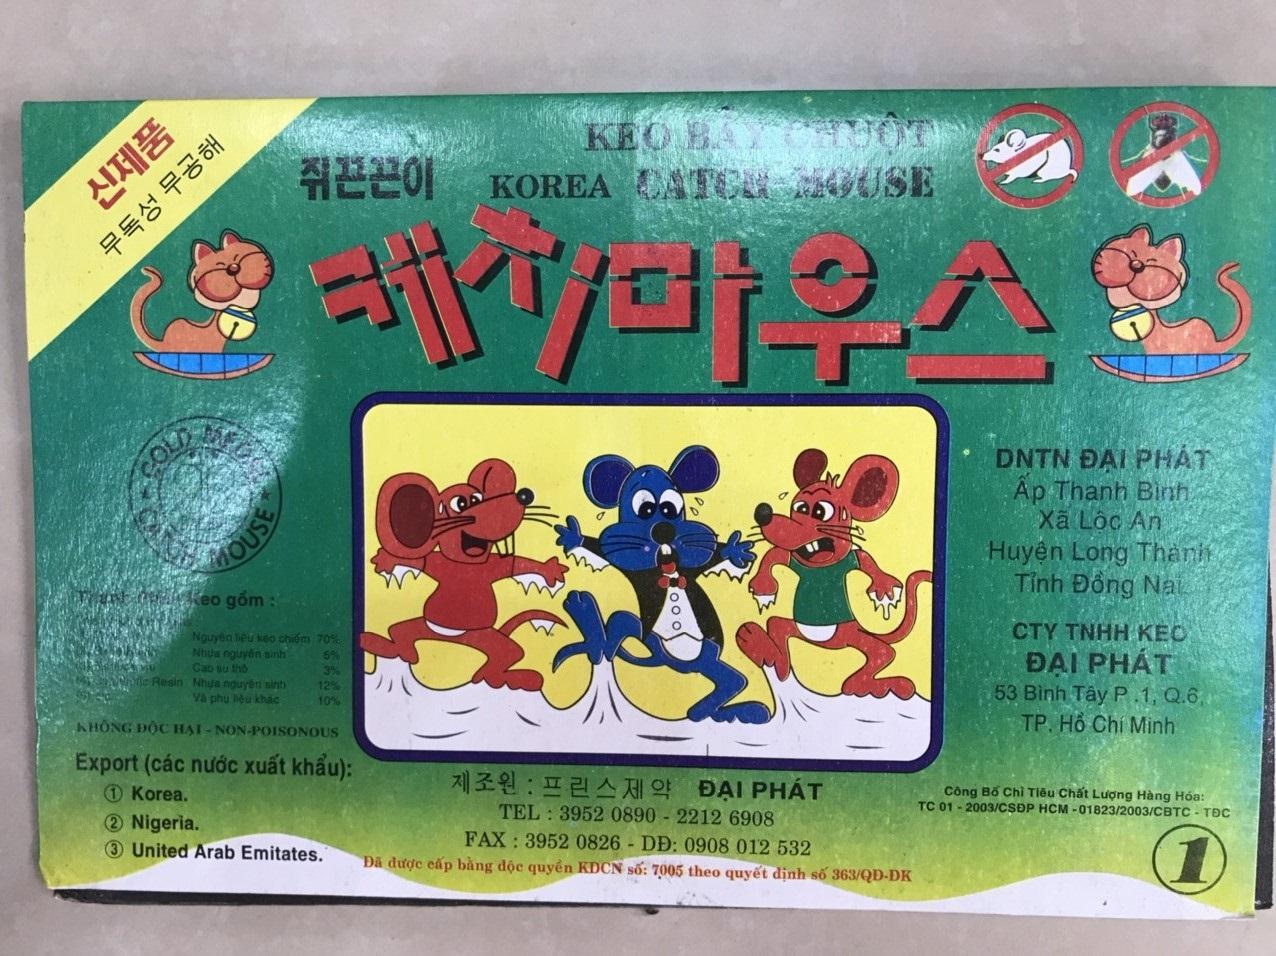 신제품
무독성 무공해
KEO BẪY CHUỘT
쥐끈끈이
KOREA CATCH MOUSE
캐치마우스
GOLD MEDAL
CATCH MOUSE
DNTN ĐẠI PHÁT
Ấp Thanh Bình
Xã Lộc An
Huyện Long Thành
Tỉnh Đồng Nai
CTY TNHH KEO
ĐẠI PHÁT
53 Bình Tây P.1, Q.6,
TP. Hồ Chí Minh
Thành phần keo gồm :
Nguyên liệu keo chiếm 70%
Nhựa nguyên sinh 5%
Cao su thô 3%
Resin Nhựa nguyên sinh 12%
Và phụ liệu khác 10%
KHÔNG ĐỘC HẠI - NON-POISONOUS
Export (các nước xuất khẩu):
① Korea.
② Nigeria.
③ United Arab Emitates.
제조원 : 프린스제약 ĐẠI PHÁT
TEL : 3952 0890 - 2212 6908
FAX : 3952 0826 - DĐ: 0908 012 532
Đã được cấp bằng độc quyền KDCN số: 7005 theo quyết định số 363/QĐ-ĐK
Công Bố Chỉ Tiêu Chất Lượng Hàng Hóa:
TC 01 - 2003/CSĐP HCM - 01823/2003/CBTC - TĐC
1